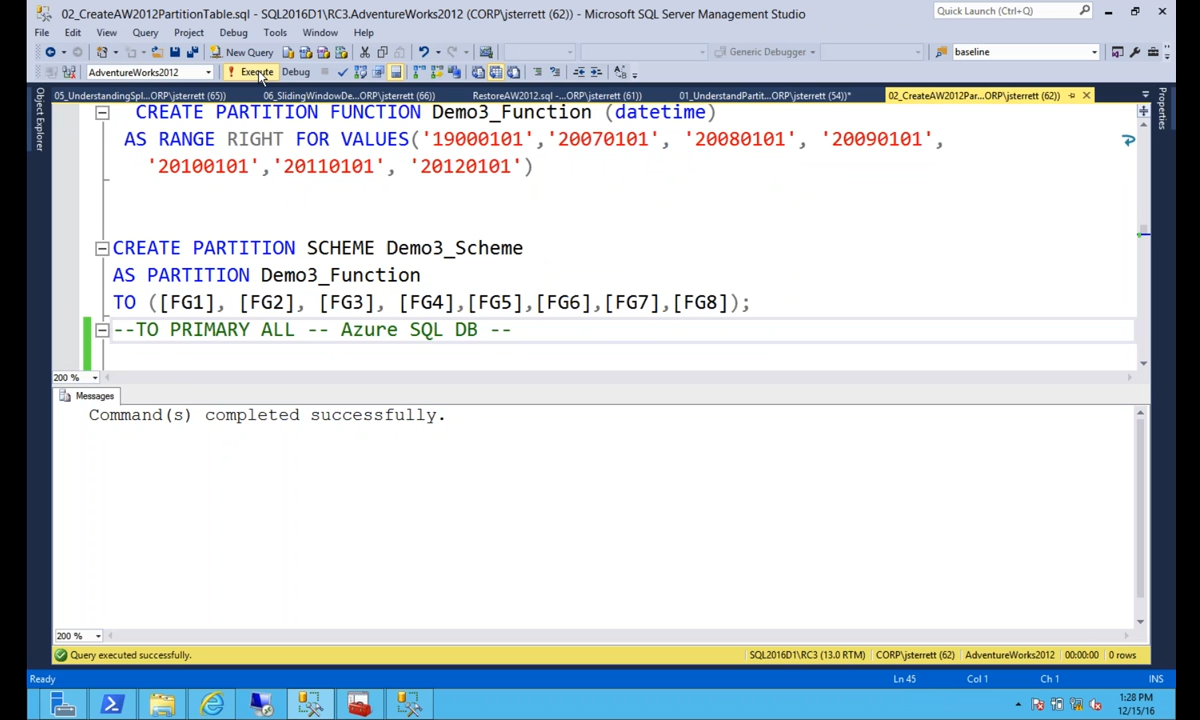 02_CreateAW2012PartitionTable.sql - SQL2016D1\RC3.AdventureWorks2012 (CORP\jsterrett (62)) - Microsoft SQL Server Management Studio
Quick Launch (Ctrl+Q)
File Edit View Query Project Debug Tools Window Help
New Query
Generic Debugger
baseline
AdventureWorks2012
Execute
Debug
Object Explorer
05_UnderstandingSpl...ORP\jsterrett (65))
06_SlidingWindowDe...ORP\jsterrett (66))
RestoreAW2012.sql -...ORP\jsterrett (61))
01_UnderstandPartit...ORP\jsterrett (54))*
02_CreateAW2012Par...ORP\jsterrett (62))
Properties
CREATE PARTITION FUNCTION Demo3_Function (datetime)
AS RANGE RIGHT FOR VALUES('19000101','20070101', '20080101', '20090101',
'20100101','20110101', '20120101')
CREATE PARTITION SCHEME Demo3_Scheme
AS PARTITION Demo3_Function
TO ([FG1], [FG2], [FG3], [FG4],[FG5],[FG6],[FG7],[FG8]);
--TO PRIMARY ALL -- Azure SQL DB --
200 %
Messages
Command(s) completed successfully.
200 %
Query executed successfully.
SQL2016D1\RC3 (13.0 RTM)
CORP\jsterrett (62)
AdventureWorks2012
00:00:00
0 rows
Ready
Ln 45
Col 1
Ch 1
INS
1:28 PM
12/15/16